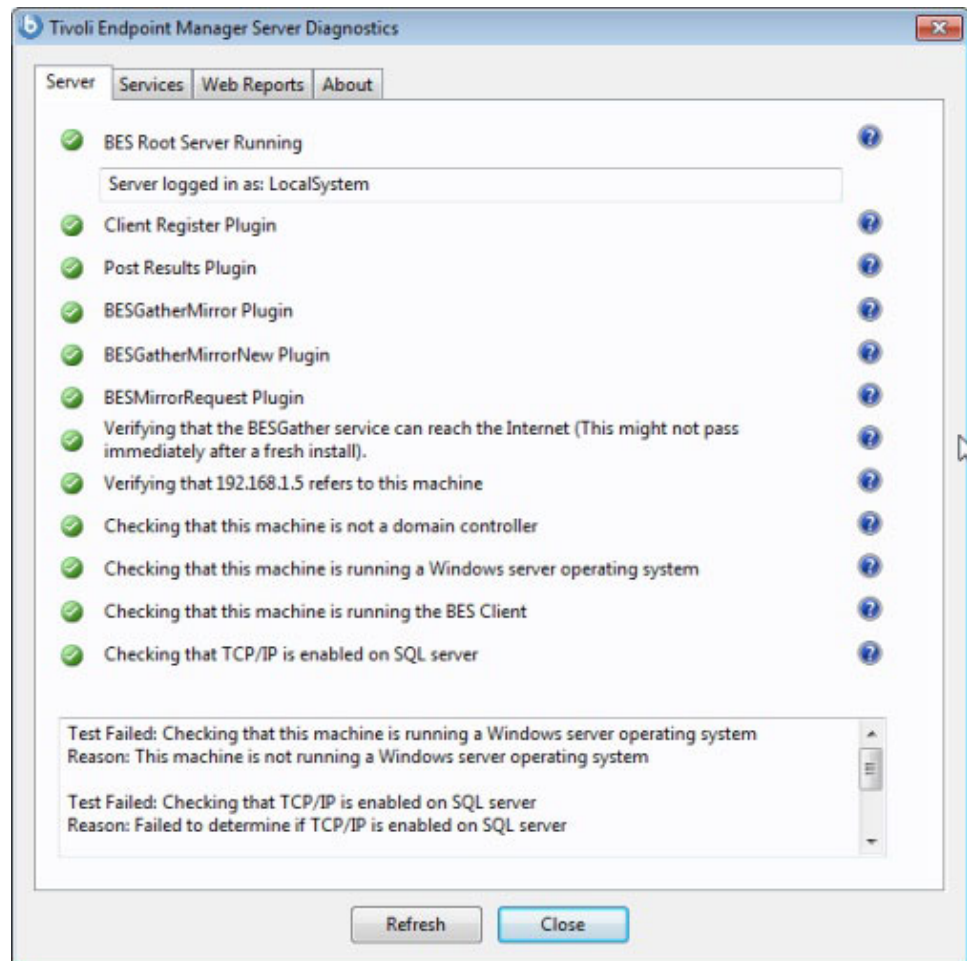 Tivoli Endpoint Manager Server Diagnostics
Server Services Web Reports About
BES Root Server Running
Server logged in as: LocalSystem
Client Register Plugin
Post Results Plugin
BESGatherMirror Plugin
BESGatherMirrorNew Plugin
BESMirrorRequest Plugin
Verifying that the BESGather service can reach the Internet (This might not pass
immediately after a fresh install).
Verifying that 192.168.1.5 refers to this machine
Checking that this machine is not a domain controller
Checking that this machine is running a Windows server operating system
Checking that this machine is running the BES Client
Checking that TCP/IP is enabled on SQL server
Test Failed: Checking that this machine is running a Windows server operating system
Reason: This machine is not running a Windows server operating system
Test Failed: Checking that TCP/IP is enabled on SQL server
Reason: Failed to determine if TCP/IP is enabled on SQL server
Refresh Close